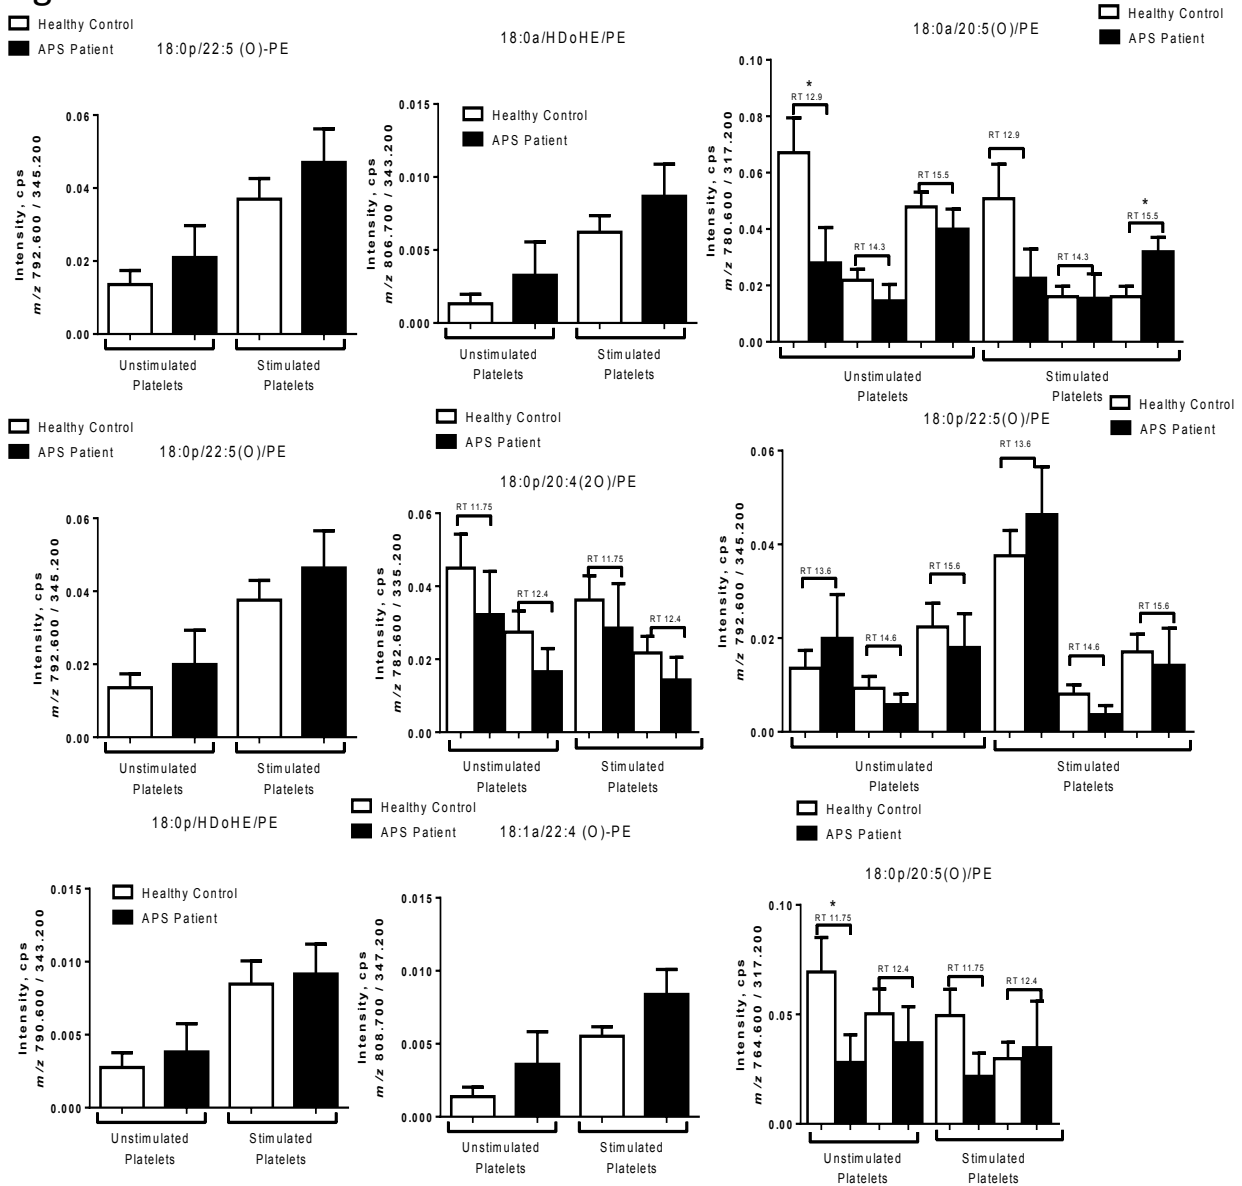 Healthy Control
APS Patient
18:0p/22:5 (O)-PE
0.06
0.04
0.02
0.00
Intensity, cps
m/z 792.600 / 345.200
Unstimulated
Platelets
Stimulated
Platelets
18:0a/HDoHE/PE
Healthy Control
APS Patient
0.015
0.010
0.005
0.000
Intensity, cps
m/z 806.700 / 343.200
Unstimulated
Platelets
Stimulated
Platelets
18:0a/20:5(O)/PE
Healthy Control
APS Patient
0.10
0.08
0.06
0.04
0.02
0.00
Intensity, cps
m/z 780.600 / 317.200
*
RT 12.9
RT 14.3
RT 15.5
RT 12.9
RT 14.3
*
RT 15.5
Unstimulated
Platelets
Stimulated
Platelets
Healthy Control
APS Patient
18:0p/22:5(O)/PE
0.06
0.04
0.02
0.00
Intensity, cps
m/z 792.600 / 345.200
Unstimulated
Platelets
Stimulated
Platelets
Healthy Control
APS Patient
18:0p/20:4(2O)/PE
0.06
0.04
0.02
0.00
Intensity, cps
m/z 782.600 / 335.200
RT 11.75
RT 12.4
RT 11.75
RT 12.4
Unstimulated
Platelets
Stimulated
Platelets
18:0p/22:5(O)/PE
Healthy Control
APS Patient
0.06
0.04
0.02
0.00
Intensity, cps
m/z 792.600 / 345.200
RT 13.6
RT 14.6
RT 15.6
RT 13.6
RT 14.6
RT 15.6
Unstimulated
Platelets
Stimulated
Platelets
18:0p/HDoHE/PE
Healthy Control
APS Patient
0.015
0.010
0.005
0.000
Intensity, cps
m/z 790.600 / 343.200
Unstimulated
Platelets
Stimulated
Platelets
Healthy Control
APS Patient
18:1a/22:4 (O)-PE
0.015
0.010
0.005
0.000
Intensity, cps
m/z 808.700 / 347.200
Unstimulated
Platelets
Stimulated
Platelets
Healthy Control
APS Patient
18:0p/20:5(O)/PE
0.10
0.05
0.00
Intensity, cps
m/z 764.600 / 317.200
*
RT 11.75
RT 12.4
RT 11.75
RT 12.4
Unstimulated
Platelets
Stimulated
Platelets